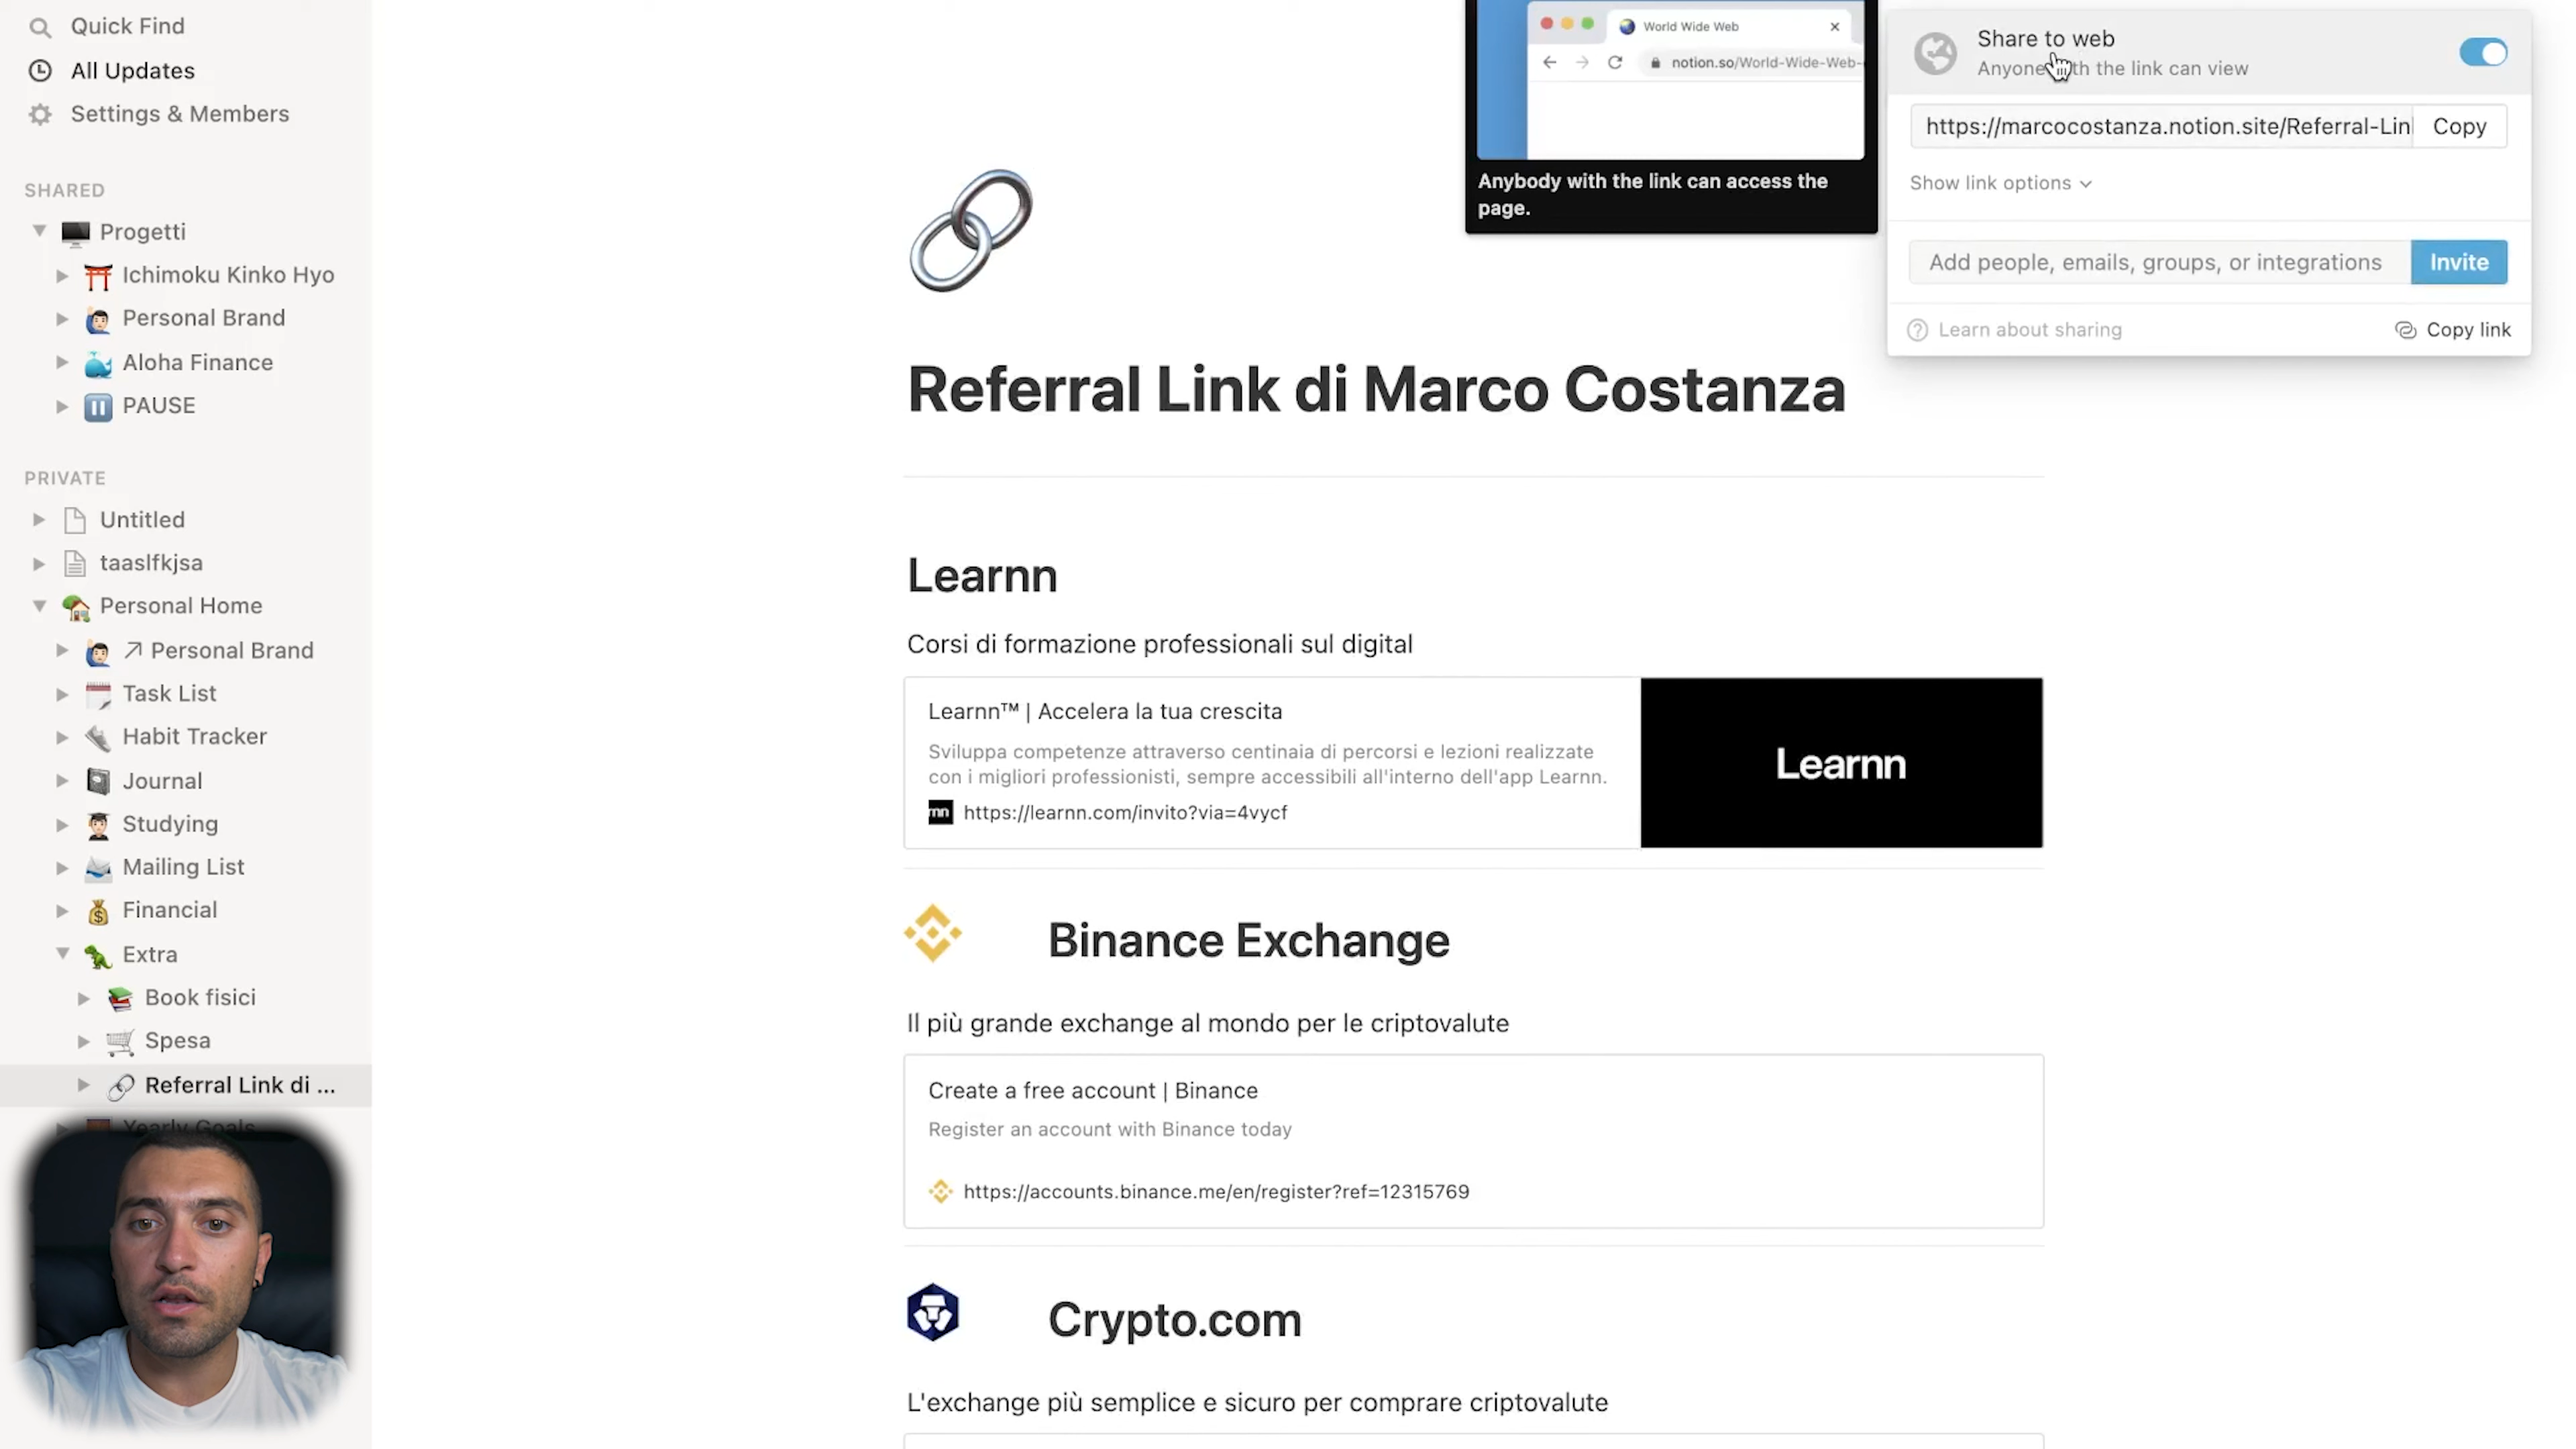 Quick Find
All Updates
Settings & Members
SHARED
Progetti
Ichimoku Kinko Hyo
Personal Brand
Aloha Finance
PAUSE
PRIVATE
Untitled
taaslfkjsa
Personal Home
Personal Brand
Task List
Habit Tracker
Journal
Studying
Mailing List
Financial
Extra
Book fisici
Spesa
Referral Link di ...
Yearly Goals
World Wide Web
notion.so/World-Wide-Web-
Anybody with the link can access the
page.
Share to web
Anyone with the link can view
https://marcocostanza.notion.site/Referral-Lin
Copy
Show link options
Add people, emails, groups, or integrations
Invite
Learn about sharing
Copy link
Referral Link di Marco Costanza
Learnn
Corsi di formazione professionali sul digital
Learnn™ | Accelera la tua crescita
Sviluppa competenze attraverso centinaia di percorsi e lezioni realizzate
con i migliori professionisti, sempre accessibili all'interno dell'app Learnn.
nn https://learnn.com/invito?via=4vycf
Learnn
Binance Exchange
Il più grande exchange al mondo per le criptovalute
Create a free account | Binance
Register an account with Binance today
https://accounts.binance.me/en/register?ref=12315769
Crypto.com
L'exchange più semplice e sicuro per comprare criptovalute